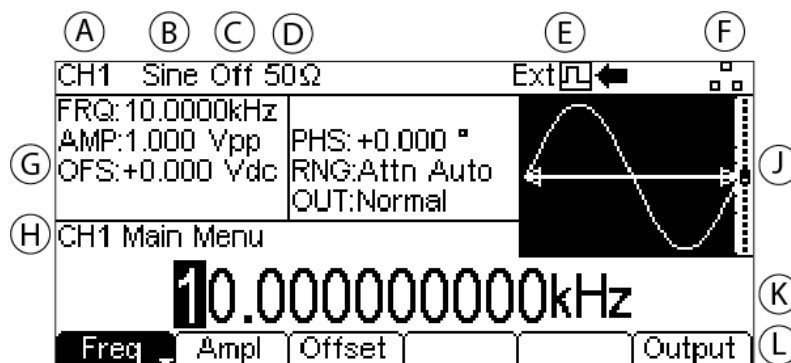 A B C D E F
CH1 Sine Off 50Ω Ext
FRQ:10.0000kHz
AMP:1.000 Vpp PHS:+0.000 °
G OFS:+0.000 Vdc RNG:Attn Auto J
OUT:Normal
H CH1 Main Menu
10.000000000kHz K
Freq Ampl Offset Output L